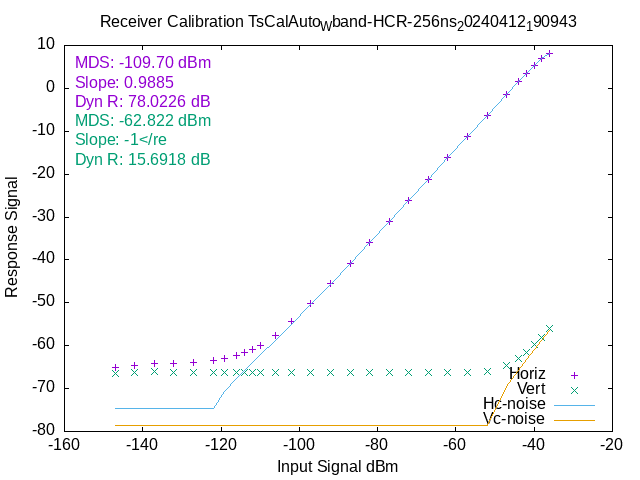 Receiver Calibration TsCalAuto_Wband-HCR-256ns_20240412_190943
10
0
-10
-20
-30
-40
-50
-60
-70
-80
Response Signal
MDS: -109.70 dBm
Slope: 0.9885
Dyn R: 78.0226 dB
MDS: -62.822 dBm
Slope: -1</re
Dyn R: 15.6918 dB
Horiz
Vert
Hc-noise
Vc-noise
-160 -140 -120 -100 -80 -60 -40 -20
Input Signal dBm